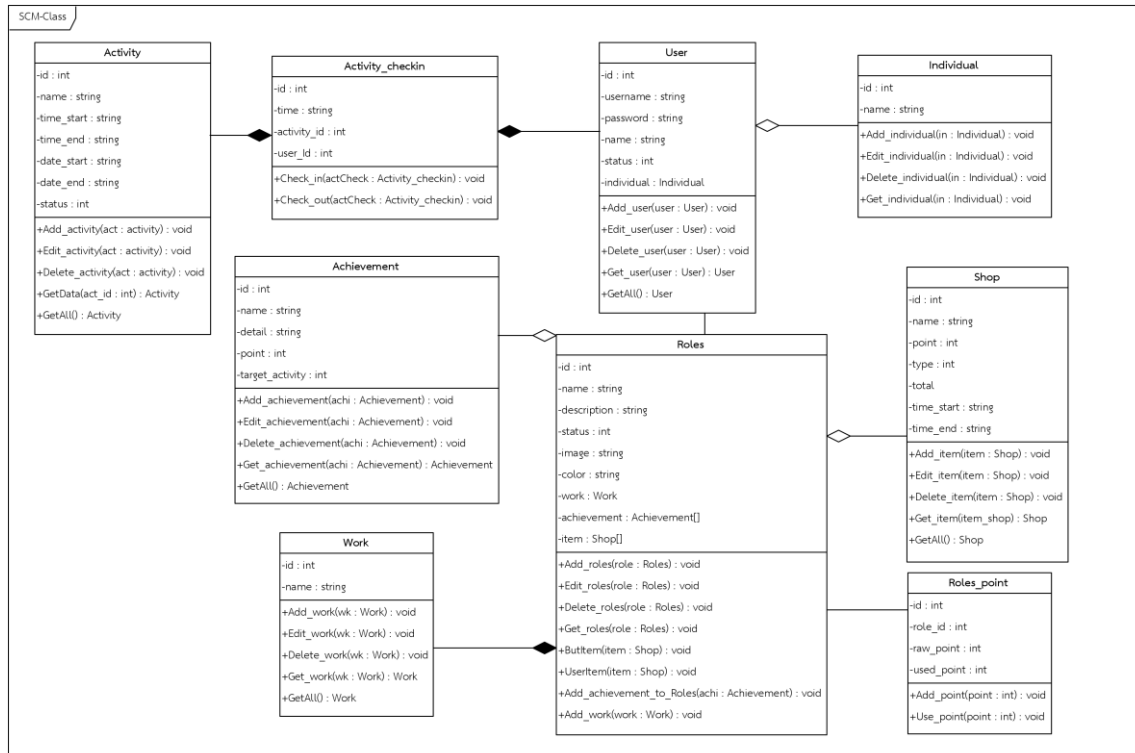 SCM-Class
Activity
-id : int
-name : string
-time_start : string
-time_end : string
-date_start : string
-date_end : string
-status : int
+Add_activity(act : activity) : void
+Edit_activity(act : activity) : void
+Delete_activity(act : activity) : void
+GetData(act_id : int) : Activity
+GetAll() : Activity
Activity_checkin
-id : int
-time : string
-activity_id : int
-user_Id : int
+Check_in(actCheck : Activity_checkin) : void
+Check_out(actCheck : Activity_checkin) : void
User
-id : int
-username : string
-password : string
-name : string
-status : int
-individual : Individual
+Add_user(user : User) : void
+Edit_user(user : User) : void
+Delete_user(user : User) : void
+Get_user(user : User) : User
+GetAll() : User
Individual
-id : int
-name : string
+Add_individual(in : Individual) : void
+Edit_individual(in : Individual) : void
+Delete_individual(in : Individual) : void
+Get_individual(in : Individual) : void
Achievement
-id : int
-name : string
-detail : string
-point : int
-target_activity : int
+Add_achievement(achi : Achievement) : void
+Edit_achievement(achi : Achievement) : void
+Delete_achievement(achi : Achievement) : void
+Get_achievement(achi : Achievement) : Achievement
+GetAll() : Achievement
Roles
-id : int
-name : string
-description : string
-status : int
-image : string
-color : string
-work : Work
-achievement : Achievement[]
-item : Shop[]
+Add_roles(role : Roles) : void
+Edit_roles(role : Roles) : void
+Delete_roles(role : Roles) : void
+Get_roles(role : Roles) : void
+ButItem(item : Shop) : void
+UserItem(item : Shop) : void
+Add_achievement_to_Roles(achi : Achievement) : void
+Add_work(work : Work) : void
Shop
-id : int
-name : string
-point : int
-type : int
-total
-time_start : string
-time_end : string
+Add_item(item : Shop) : void
+Edit_item(item : Shop) : void
+Delete_item(item : Shop) : void
+Get_item(item_shop) : Shop
+GetAll() : Shop
Work
-id : int
-name : string
+Add_work(wk : Work) : void
+Edit_work(wk : Work) : void
+Delete_work(wk : Work) : void
+Get_work(wk : Work) : Work
+GetAll() : Work
Roles_point
-id : int
-role_id : int
-raw_point : int
-used_point : int
+Add_point(point : int) : void
+Use_point(point : int) : void